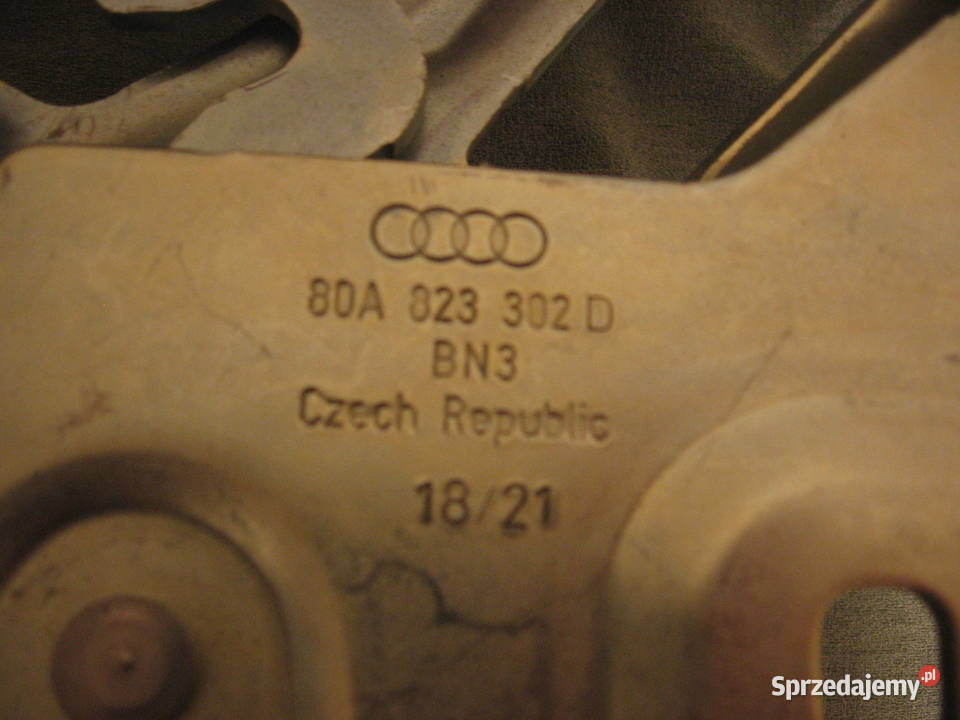 80A 823 302 D
BN3
Czech Republic
18/21
Sprzedajemy.pl